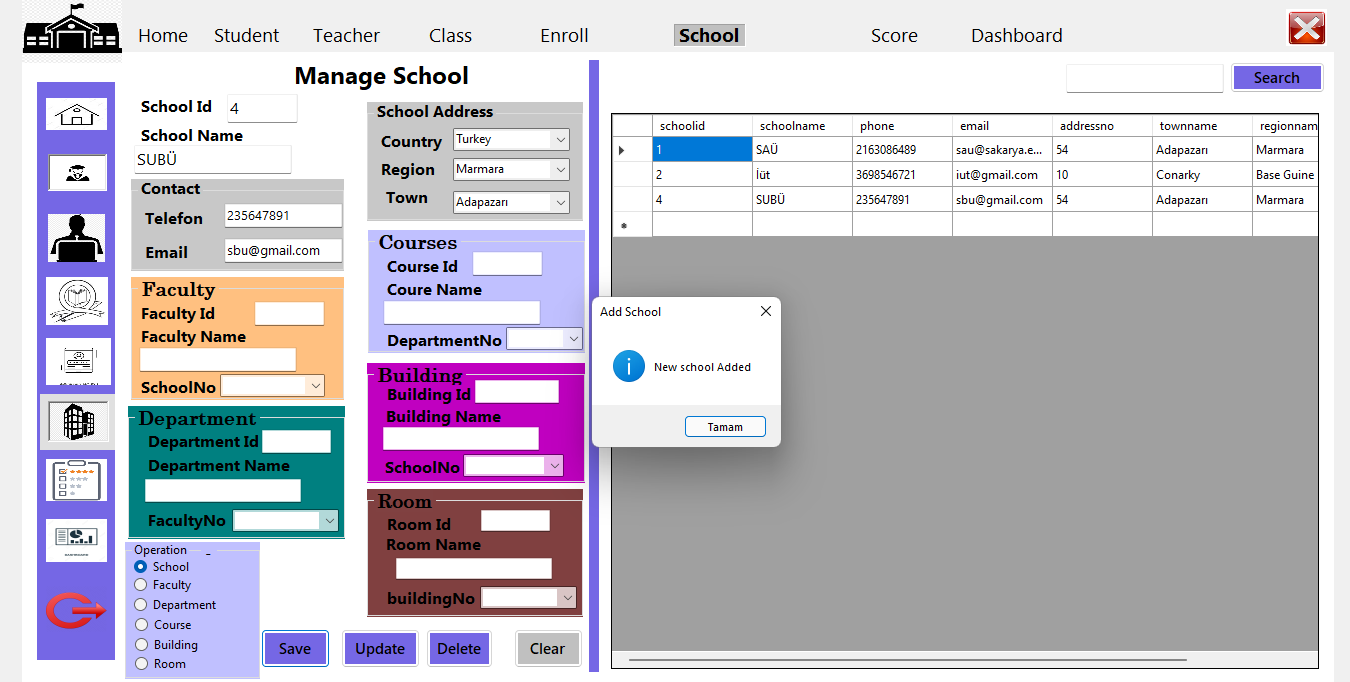 Home Student Teacher Class Enroll School Score Dashboard
Manage School
School Id 4
School Name
SUBÜ
Contact
Telefon 235647891
Email sbu@gmail.com
School Address
Country Turkey
Region Marmara
Town Adapazarı
Faculty
Faculty Id
Faculty Name
SchoolNo
Courses
Course Id
Coure Name
DepartmentNo
Department
Department Id
Department Name
FacultyNo
Building
Building Id
Building Name
SchoolNo
Room
Room Id
Room Name
buildingNo
Operation _
School
Faculty
Department
Course
Building
Room
Save Update Delete Clear
Search
schoolid schoolname phone email addressno townname regionnam
1 SAÜ 2163086489 sau@sakarya.e... 54 Adapazarı Marmara
2 İüt 3698546721 iut@gmail.com 10 Conarky Base Guine
4 SUBÜ 235647891 sbu@gmail.com 54 Adapazarı Marmara
Add School
New school Added
Tamam